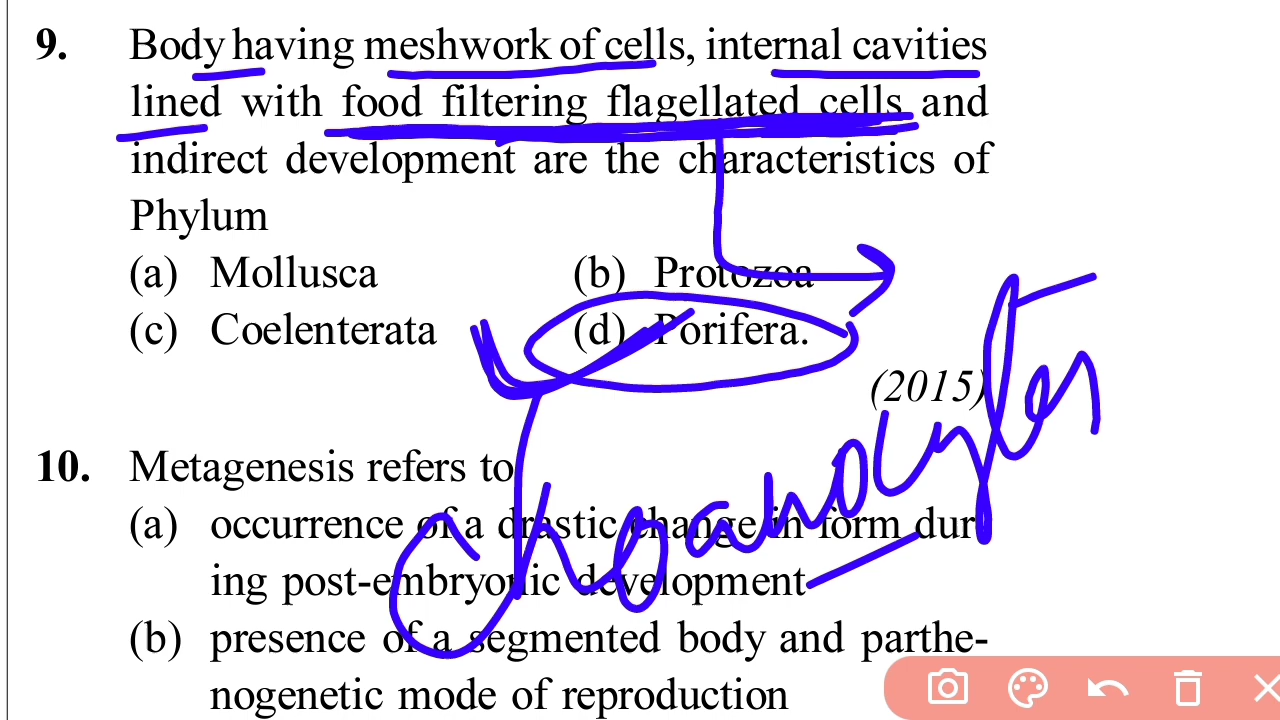 9. Body having meshwork of cells, internal cavities
lined with food filtering flagellated cells and
indirect development are the characteristics of
Phylum
(a) Mollusca (b) Protozoa
(c) Coelenterata (d) Porifera.
(2015)
Choanocytes
10. Metagenesis refers to
(a) occurrence of a drastic change in form dur
ing post-embryonic development
(b) presence of a segmented body and parthe-
nogenetic mode of reproduction